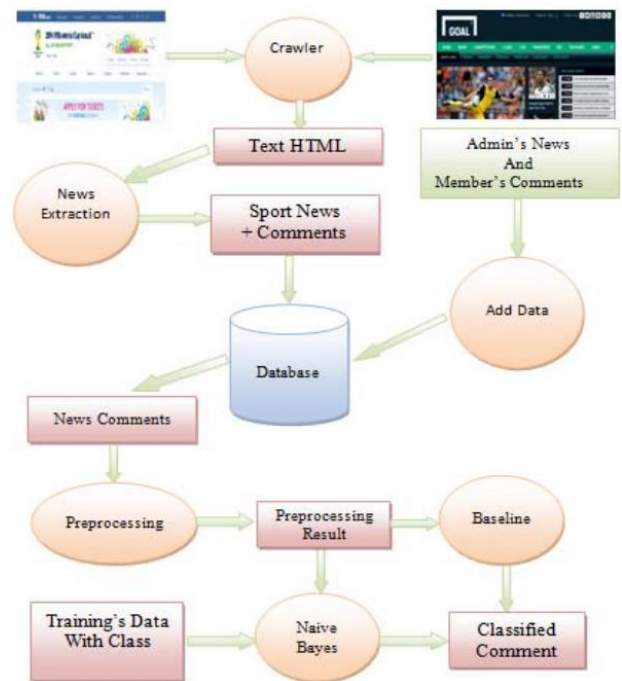 GOAL
Crawler
Text HTML
Admin's News
And
Member's Comments
News
Extraction
Sport News
+ Comments
Add Data
Database
News Comments
Preprocessing
Preprocessing
Result
Baseline
Training's Data
With Class
Naive
Bayes
Classified
Comment